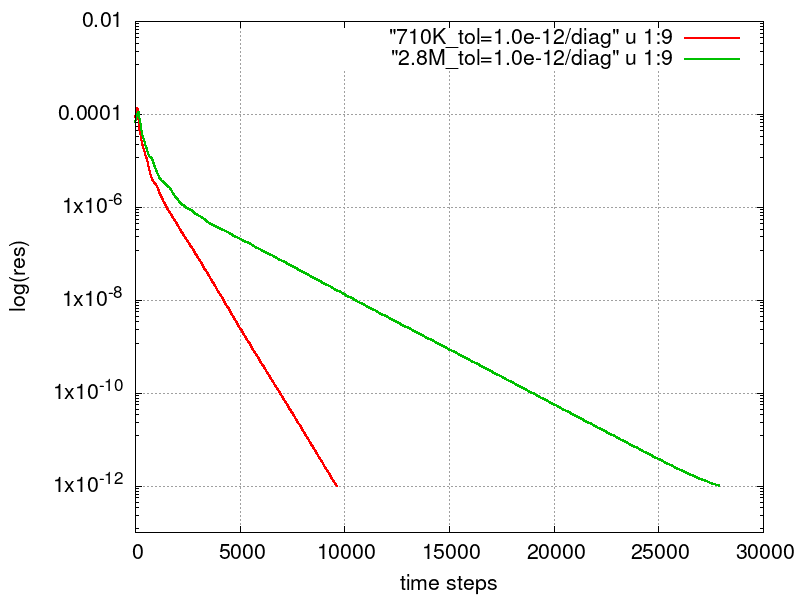 0.01
"710K_tol=1.0e-12/diag" u 1:9
"2.8M_tol=1.0e-12/diag" u 1:9
0.0001
1x10-6
log(res)
1x10-8
1x10-10
1x10-12
0 5000 10000 15000 20000 25000 30000
time steps